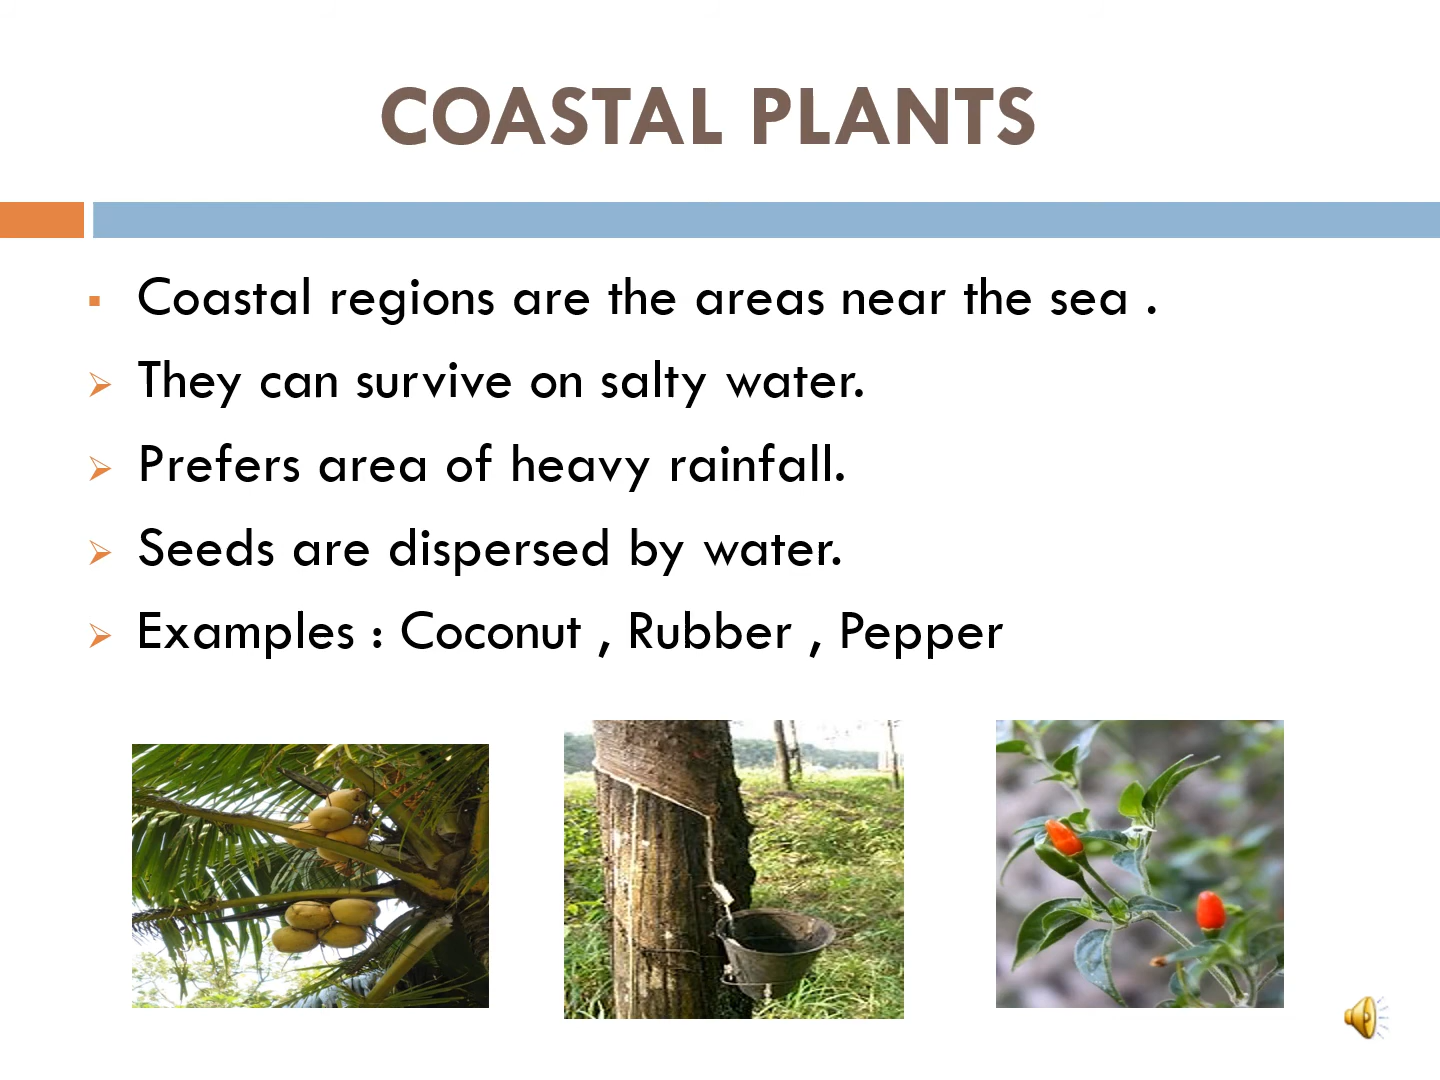 COASTAL PLANTS
Coastal regions are the areas near the sea .
They can survive on salty water.
Prefers area of heavy rainfall.
Seeds are dispersed by water.
Examples : Coconut , Rubber , Pepper